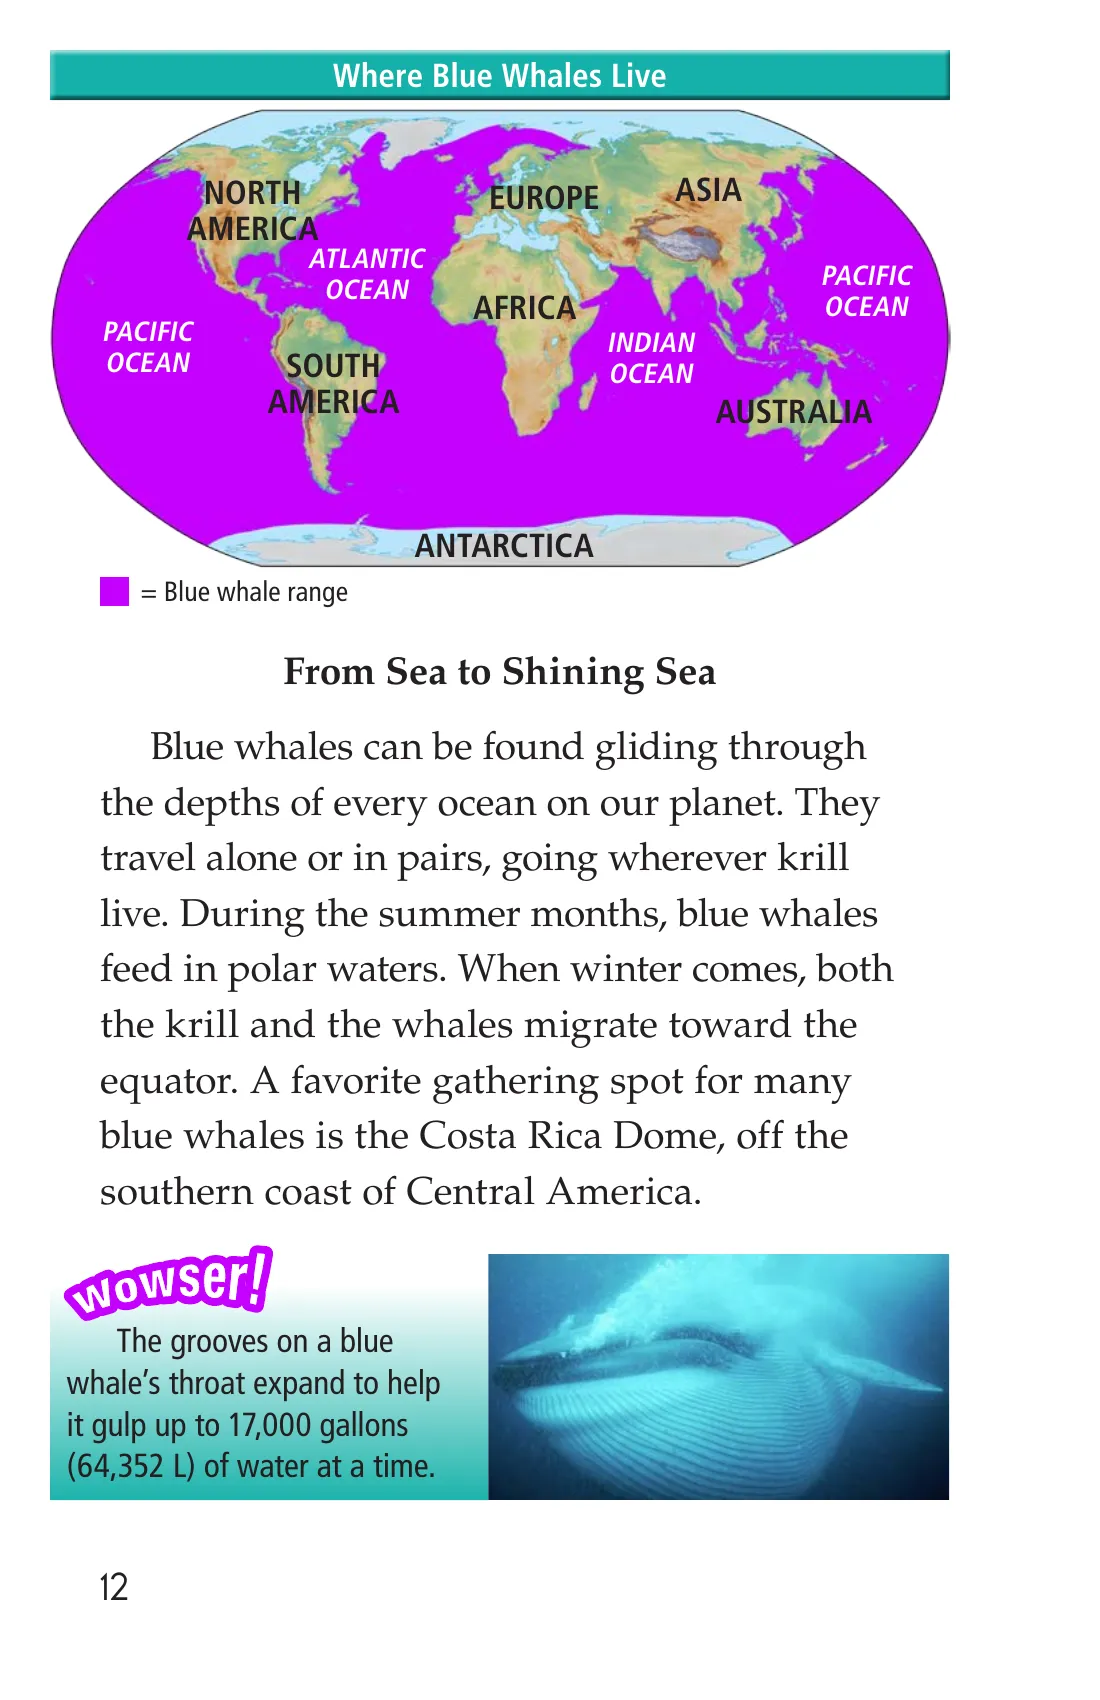 Where Blue Whales Live
NORTH
AMERICA
EUROPE
ASIA
ATLANTIC
OCEAN
PACIFIC
OCEAN
AFRICA
PACIFIC
OCEAN
INDIAN
OCEAN
SOUTH
AMERICA
AUSTRALIA
ANTARCTICA
= Blue whale range
From Sea to Shining Sea
Blue whales can be found gliding through
the depths of every ocean on our planet. They
travel alone or in pairs, going wherever krill
live. During the summer months, blue whales
feed in polar waters. When winter comes, both
the krill and the whales migrate toward the
equator. A favorite gathering spot for many
blue whales is the Costa Rica Dome, off the
southern coast of Central America.
wowser!
The grooves on a blue
whale's throat expand to help
it gulp up to 17,000 gallons
(64,352 L) of water at a time.
12